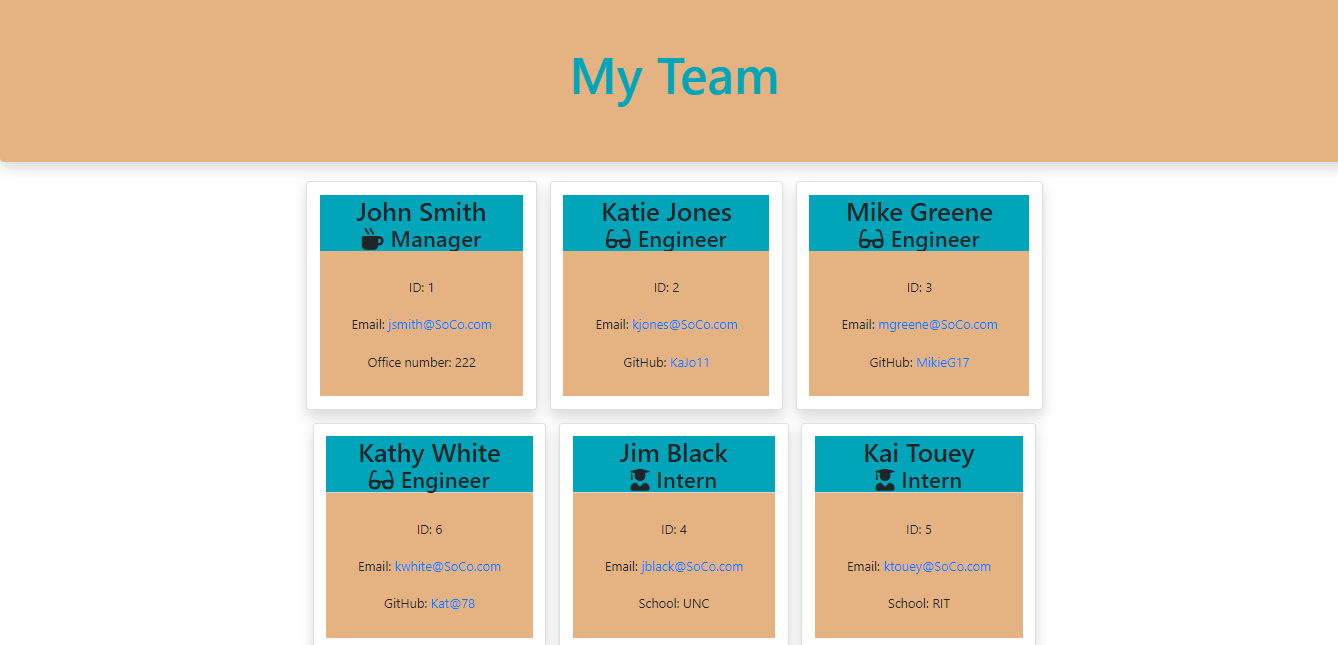 My Team
John Smith
Manager
ID: 1
Email: jsmith@SoCo.com
Office number: 222
Katie Jones
Engineer
ID: 2
Email: kjones@SoCo.com
GitHub: KaJo11
Mike Greene
Engineer
ID: 3
Email: mgreene@SoCo.com
GitHub: MikieG17
Kathy White
Engineer
ID: 6
Email: kwhite@SoCo.com
GitHub: Kat@78
Jim Black
Intern
ID: 4
Email: jblack@SoCo.com
School: UNC
Kai Touey
Intern
ID: 5
Email: ktouey@SoCo.com
School: RIT